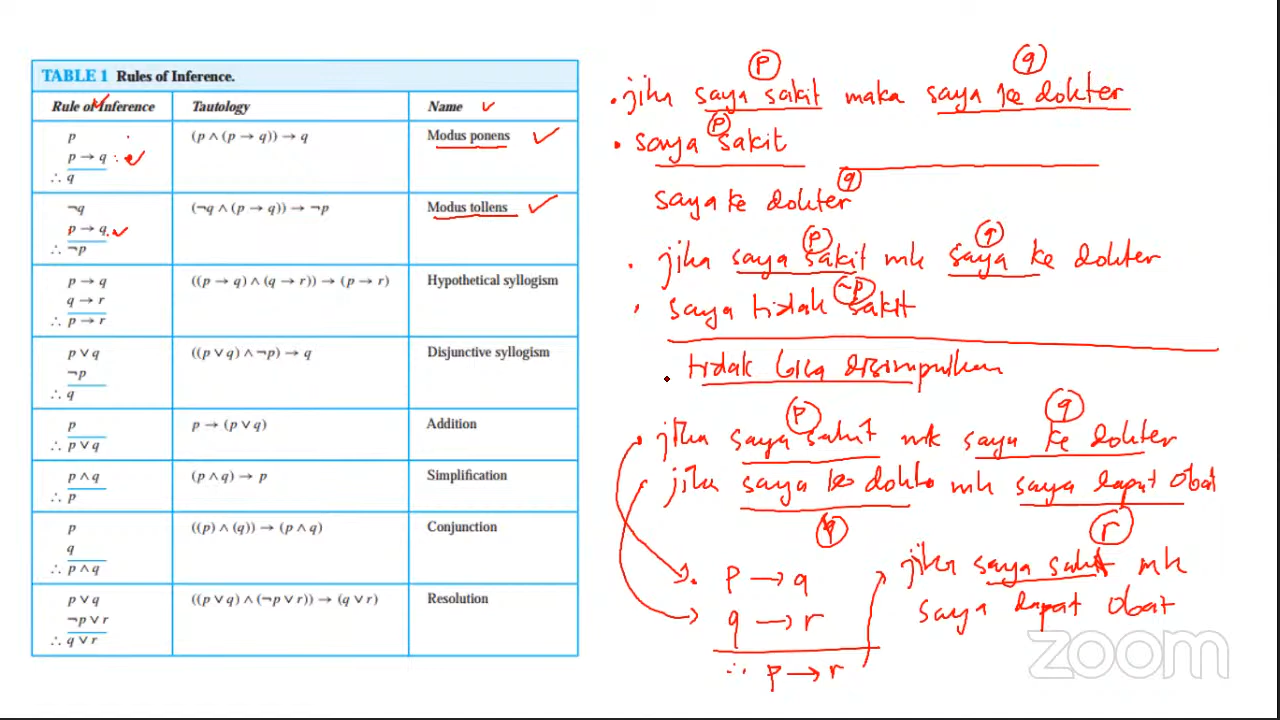 TABLE 1 Rules of Inference.
Rule of Inference Tautology Name
p (p ∧ (p → q)) → q Modus ponens
p → q
∴ q
¬q (¬q ∧ (p → q)) → ¬p Modus tollens
p → q
∴ ¬p
p → q ((p → q) ∧ (q → r)) → (p → r) Hypothetical syllogism
q → r
∴ p → r
p ∨ q ((p ∨ q) ∧ ¬p) → q Disjunctive syllogism
¬p
∴ q
p p → (p ∨ q) Addition
∴ p ∨ q
p ∧ q (p ∧ q) → p Simplification
∴ p
p ((p) ∧ (q)) → (p ∧ q) Conjunction
q
∴ p ∧ q
p ∨ q ((p ∨ q) ∧ (¬p ∨ r)) → (q ∨ r) Resolution
¬p ∨ r
∴ q ∨ r
p q
jika saya sakit maka saya ke dokter
p
saya sakit
q
saya ke dokter
p q
jika saya sakit mk saya ke dokter
~p
saya tidak sakit
tidak bisa disimpulkan
p q
jika saya sakit mk saya ke dokter
jika saya ke dokte mk saya dapat obat
q r
p → q
q → r
∴ p → r
jika saya sakit mk
saya dapat obat
zoom